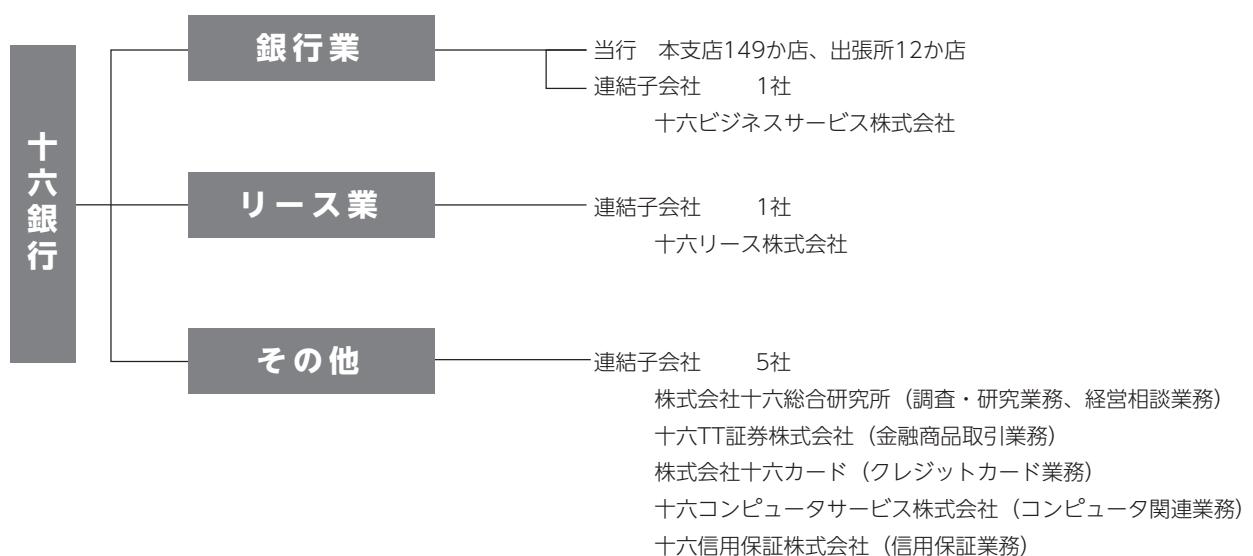 十六銀行
銀行業
当行 本支店149か店、出張所12か店
連結子会社 1社
十六ビジネスサービス株式会社
リース業
連結子会社 1社
十六リース株式会社
その他
連結子会社 5社
株式会社十六総合研究所（調査・研究業務、経営相談業務）
十六TT証券株式会社（金融商品取引業務）
株式会社十六カード（クレジットカード業務）
十六コンピュータサービス株式会社（コンピュータ関連業務）
十六信用保証株式会社（信用保証業務）